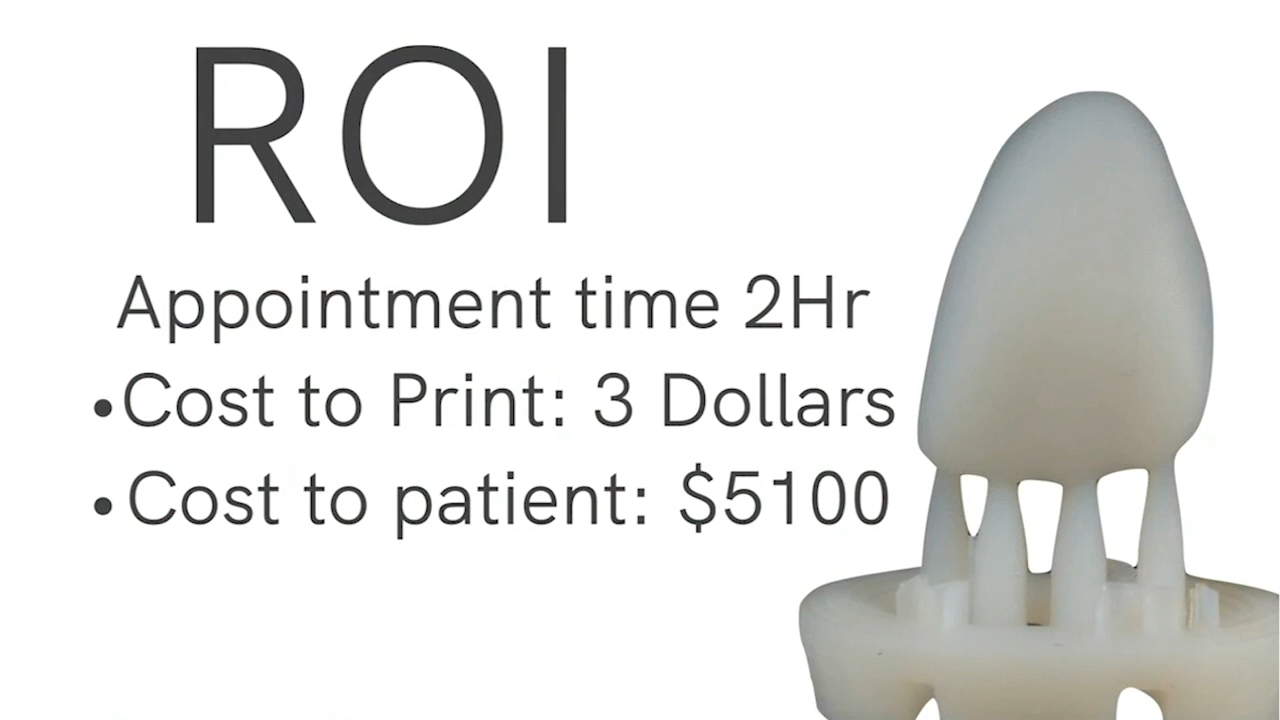 ROI
Appointment time 2Hr
•Cost to Print: 3 Dollars
•Cost to patient: $5100